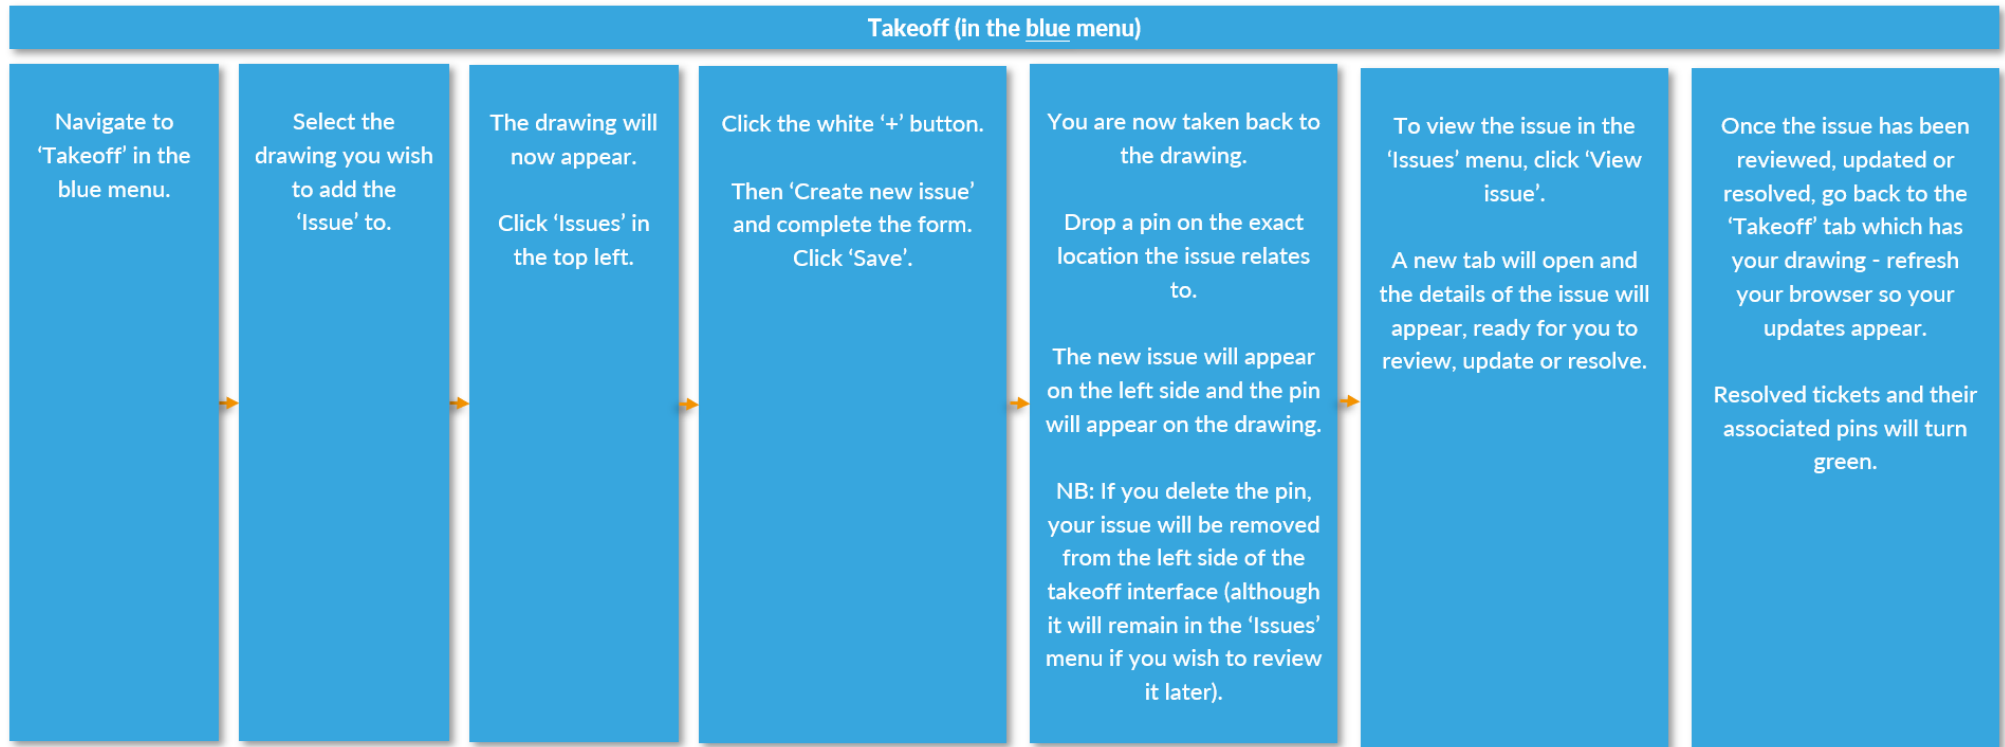 Takeoff (in the blue menu)
Navigate to
‘Takeoff’ in the
blue menu.
Select the
drawing you wish
to add the
‘Issue’ to.
The drawing will
now appear.
Click ‘Issues’ in
the top left.
Click the white ‘+’ button.
Then ‘Create new issue’
and complete the form.
Click ‘Save’.
You are now taken back to
the drawing.
Drop a pin on the exact
location the issue relates
to.
The new issue will appear
on the left side and the pin
will appear on the drawing.
NB: If you delete the pin,
your issue will be removed
from the left side of the
takeoff interface (although
it will remain in the ‘Issues’
menu if you wish to review
it later).
To view the issue in the
‘Issues’ menu, click ‘View
issue’.
A new tab will open and
the details of the issue will
appear, ready for you to
review, update or resolve.
Once the issue has been
reviewed, updated or
resolved, go back to the
‘Takeoff’ tab which has
your drawing - refresh
your browser so your
updates appear.
Resolved tickets and their
associated pins will turn
green.